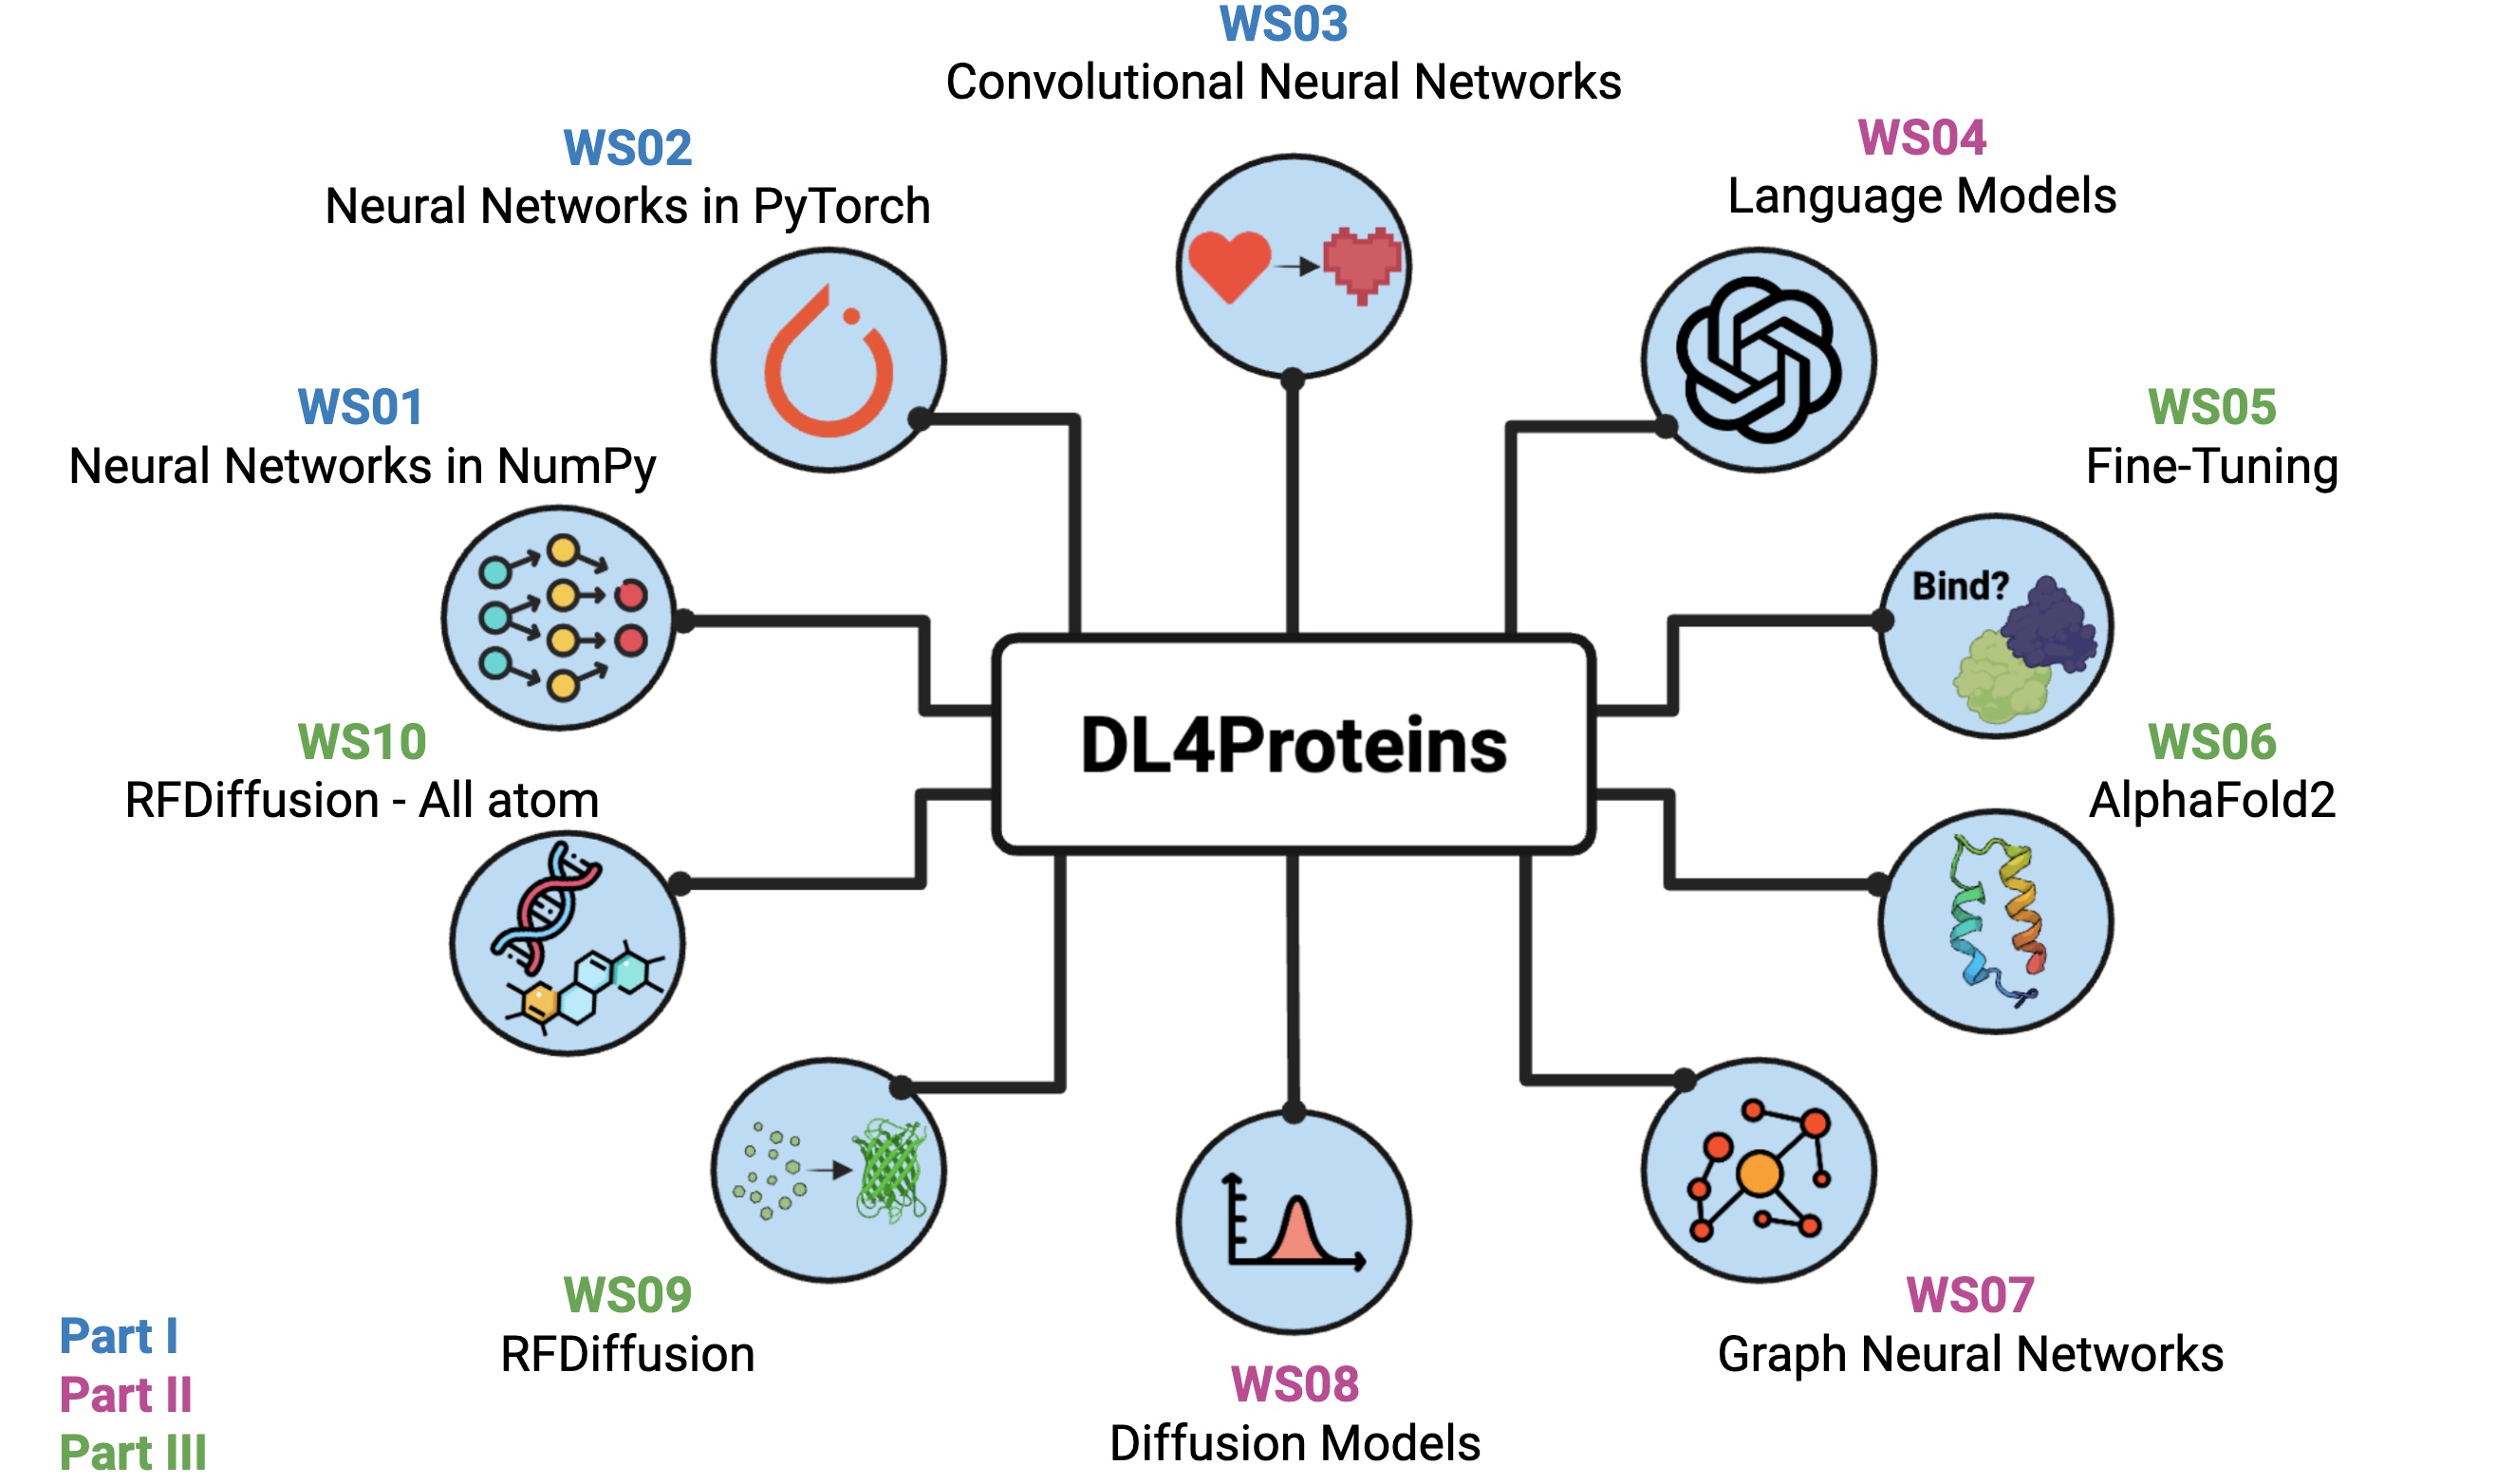 WS03
Convolutional Neural Networks
WS02
Neural Networks in PyTorch
WS04
Language Models
WS01
Neural Networks in NumPy
WS05
Fine-Tuning
Bind?
DL4Proteins
WS10
RFDiffusion - All atom
WS06
AlphaFold2
WS09
RFDiffusion
WS07
Graph Neural Networks
WS08
Diffusion Models
Part I
Part II
Part III